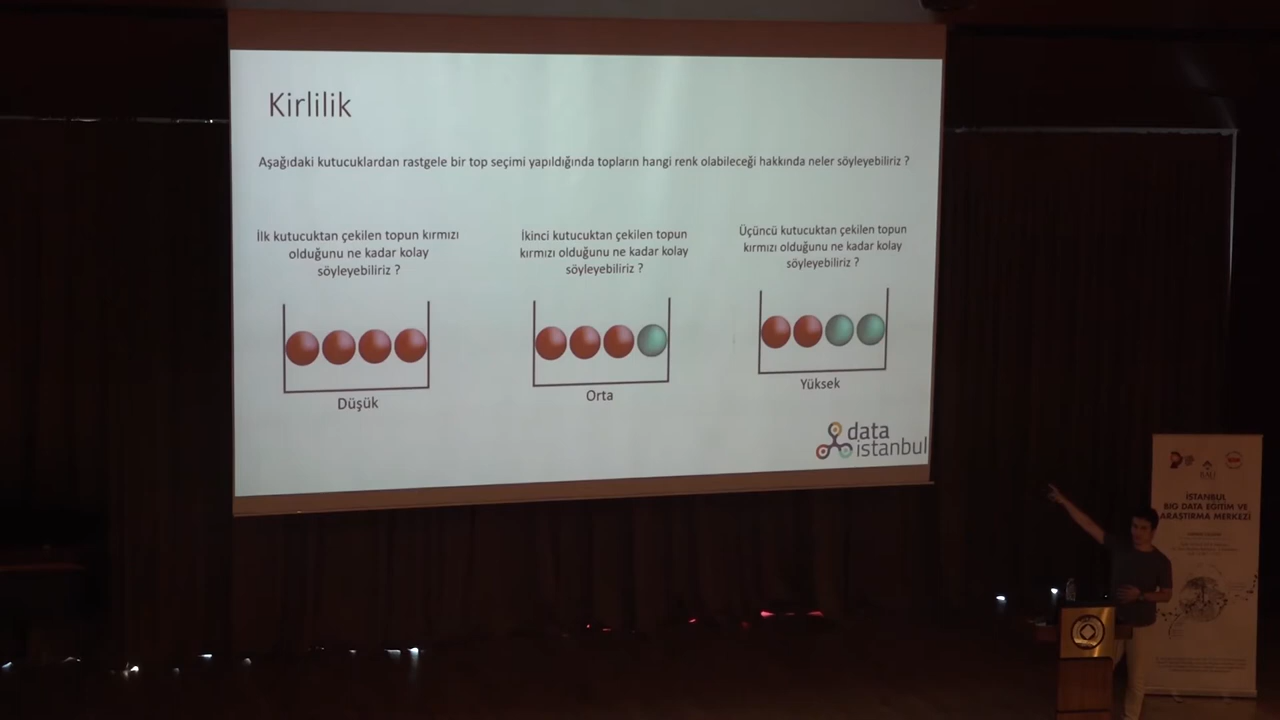 Kirlilik
Aşağıdaki kutucuklardan rastgele bir top seçimi yapıldığında topların hangi renk olabileceği hakkında neler söyleyebiliriz ?
İlk kutucuktan çekilen topun kırmızı
olduğunu ne kadar kolay
söyleyebiliriz ?
Düşük
İkinci kutucuktan çekilen topun
kırmızı olduğunu ne kadar kolay
söyleyebiliriz ?
Orta
Üçüncü kutucuktan çekilen topun
kırmızı olduğunu ne kadar kolay
söyleyebiliriz ?
Yüksek
data
istanbul
İSTANBUL
BIG DATA EĞİTİM VE
ARAŞTIRMA MERKEZİ